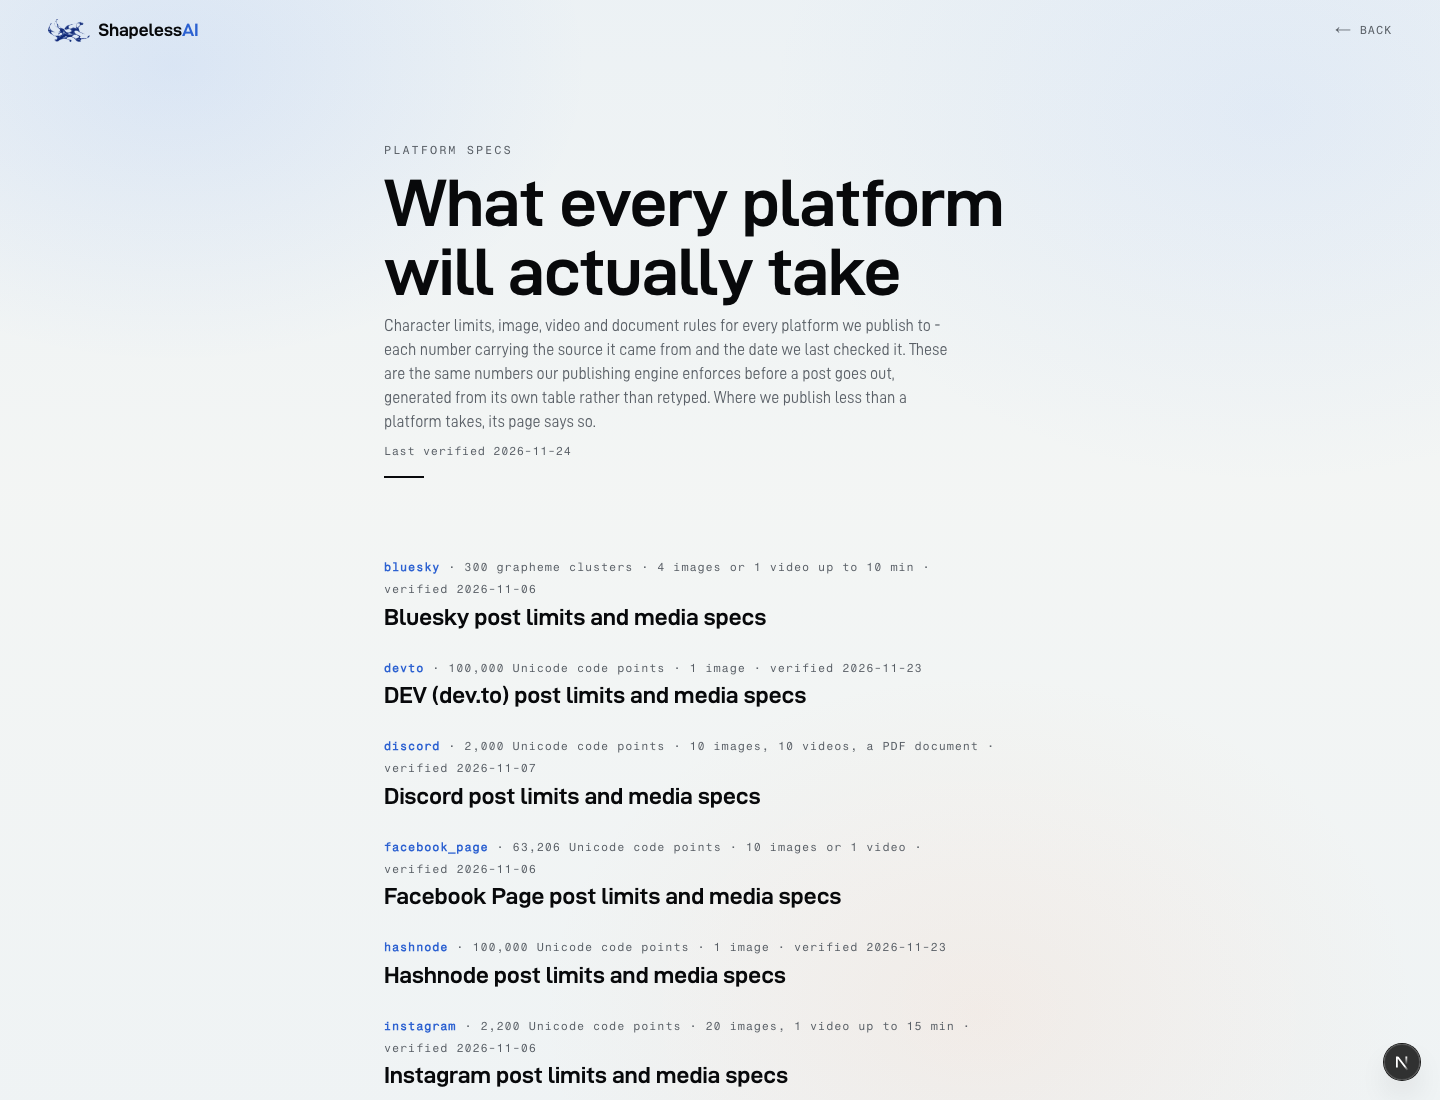 ShapelessAI
← BACK
PLATFORM SPECS
What every platform
will actually take
Character limits, image, video and document rules for every platform we publish to -
each number carrying the source it came from and the date we last checked it. These
are the same numbers our publishing engine enforces before a post goes out,
generated from its own table rather than retyped. Where we publish less than a
platform takes, its page says so.
Last verified 2026-11-24
bluesky · 300 grapheme clusters · 4 images or 1 video up to 10 min ·
verified 2026-11-06
Bluesky post limits and media specs
devto · 100,000 Unicode code points · 1 image · verified 2026-11-23
DEV (dev.to) post limits and media specs
discord · 2,000 Unicode code points · 10 images, 10 videos, a PDF document ·
verified 2026-11-07
Discord post limits and media specs
facebook_page · 63,206 Unicode code points · 10 images or 1 video ·
verified 2026-11-06
Facebook Page post limits and media specs
hashnode · 100,000 Unicode code points · 1 image · verified 2026-11-23
Hashnode post limits and media specs
instagram · 2,200 Unicode code points · 20 images, 1 video up to 15 min ·
verified 2026-11-06
Instagram post limits and media specs
N